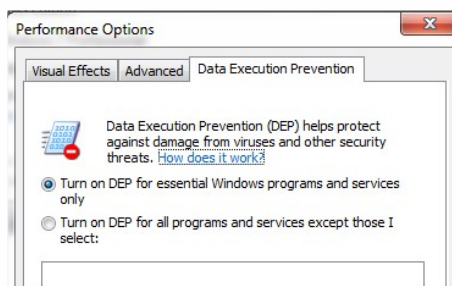 Performance Options
Visual Effects Advanced Data Execution Prevention
Data Execution Prevention (DEP) helps protect
against damage from viruses and other security
threats. How does it work?
Turn on DEP for essential Windows programs and services
only
Turn on DEP for all programs and services except those I
select: